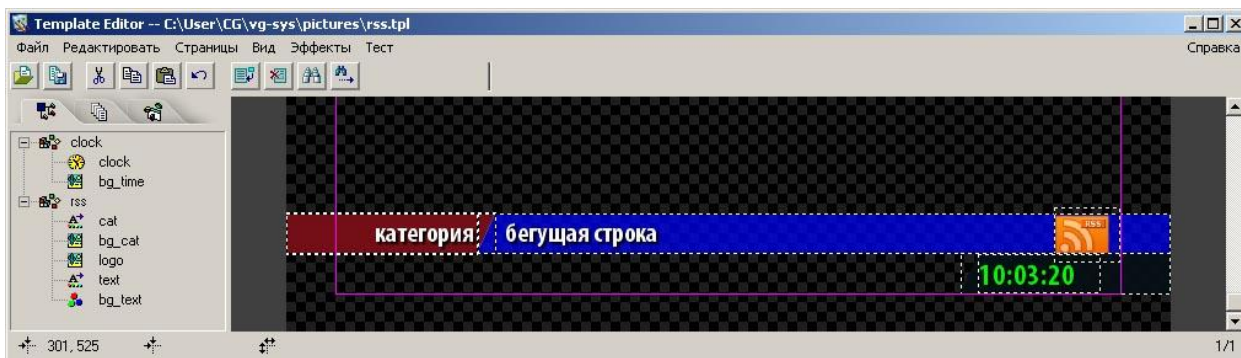 Template Editor -- C:\User\CG\vg-sys\pictures\rss.tpl
Файл Редактировать Страницы Вид Эффекты Тест Справка
clock
clock
bg_time
rss
cat
bg_cat
logo
text
bg_text
категория бегущая строка RSS
10:03:20
301, 525 1/1